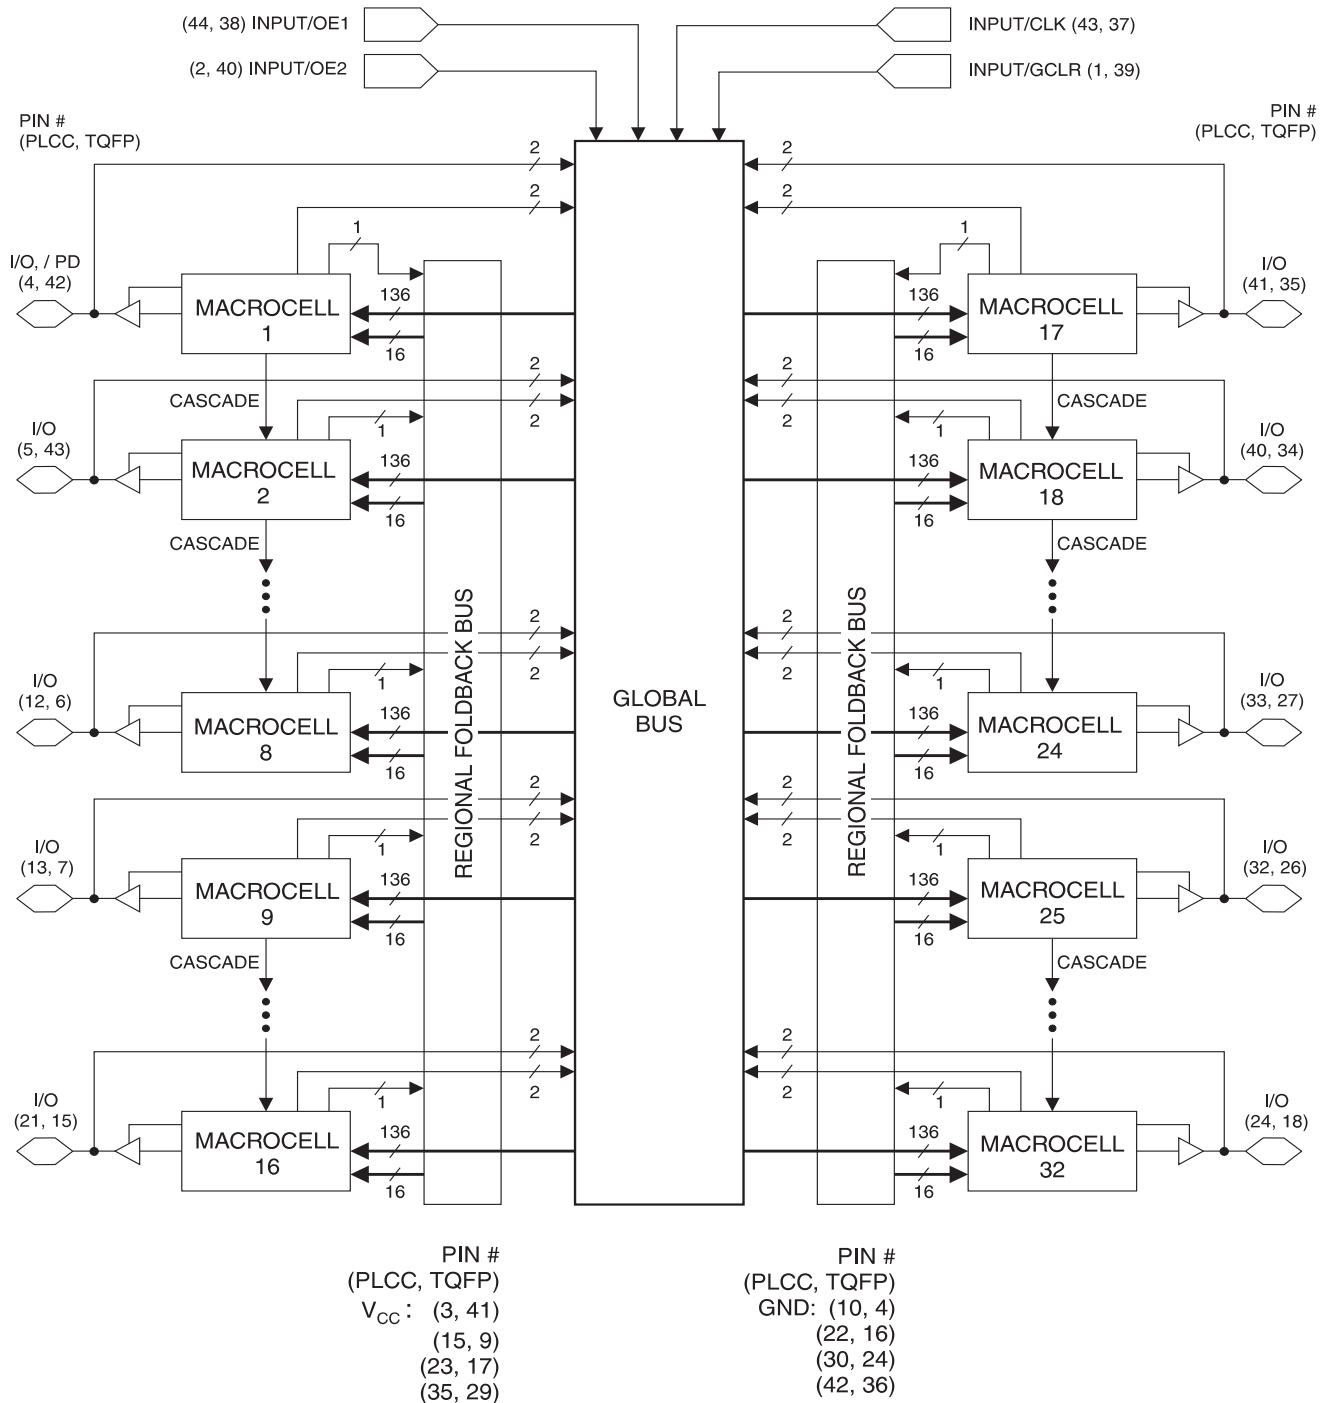 (44, 38) INPUT/OE1
INPUT/CLK (43, 37)
(2, 40) INPUT/OE2
INPUT/GCLR (1, 39)
PIN #
(PLCC, TQFP)
PIN #
(PLCC, TQFP)
2
2
2
2
1
1
I/O, / PD
(4, 42)
MACROCELL
1
136
16
136
16
MACROCELL
17
I/O
(41, 35)
CASCADE
2
2
CASCADE
I/O
(5, 43)
1
2
2
1
I/O
(40, 34)
MACROCELL
2
136
16
136
16
MACROCELL
18
CASCADE
CASCADE
REGIONAL FOLDBACK BUS
GLOBAL
BUS
REGIONAL FOLDBACK BUS
2
2
I/O
(12, 6)
1
2
2
1
I/O
(33, 27)
MACROCELL
8
136
16
136
16
MACROCELL
24
2
2
I/O
(13, 7)
1
2
2
1
I/O
(32, 26)
MACROCELL
9
136
16
136
16
MACROCELL
25
CASCADE
CASCADE
2
2
I/O
(21, 15)
1
2
2
1
I/O
(24, 18)
MACROCELL
16
136
16
136
16
MACROCELL
32
PIN #
(PLCC, TQFP)
VCC : (3, 41)
(15, 9)
(23, 17)
(35, 29)
PIN #
(PLCC, TQFP)
GND: (10, 4)
(22, 16)
(30, 24)
(42, 36)